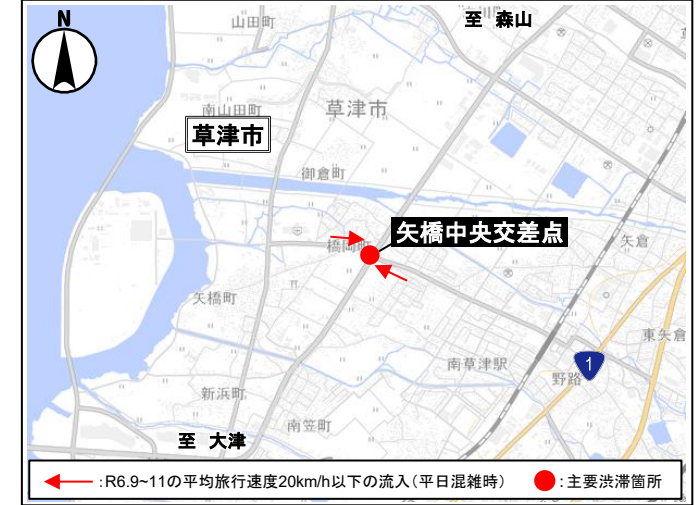 N
至 森山
山田町
草津市
南山田町
草津市
御倉町
矢橋中央交差点
橋岡町
矢倉
矢橋町
東矢倉
南草津駅
1
野路
新浜町
南笠町
至 大津
:R6.9~11の平均旅行速度20km/h以下の流入(平日混雑時)
:主要渋滞箇所